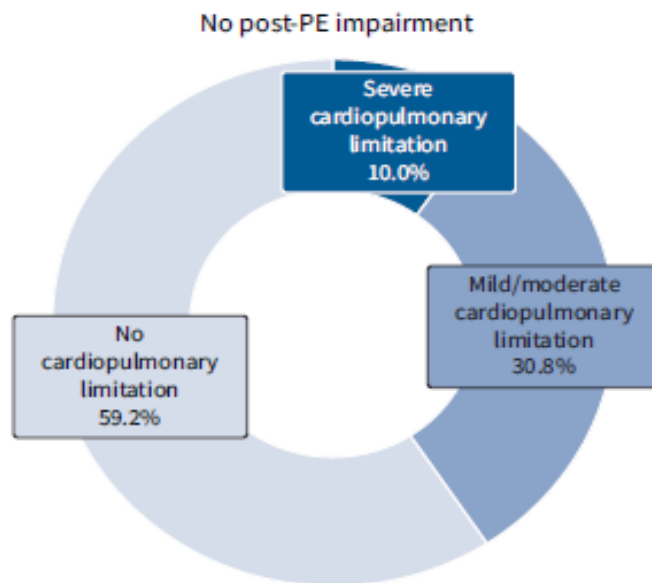 No post-PE impairment
Severe
cardiopulmonary
limitation
10.0%
Mild/moderate
cardiopulmonary
limitation
30.8%
No
cardiopulmonary
limitation
59.2%